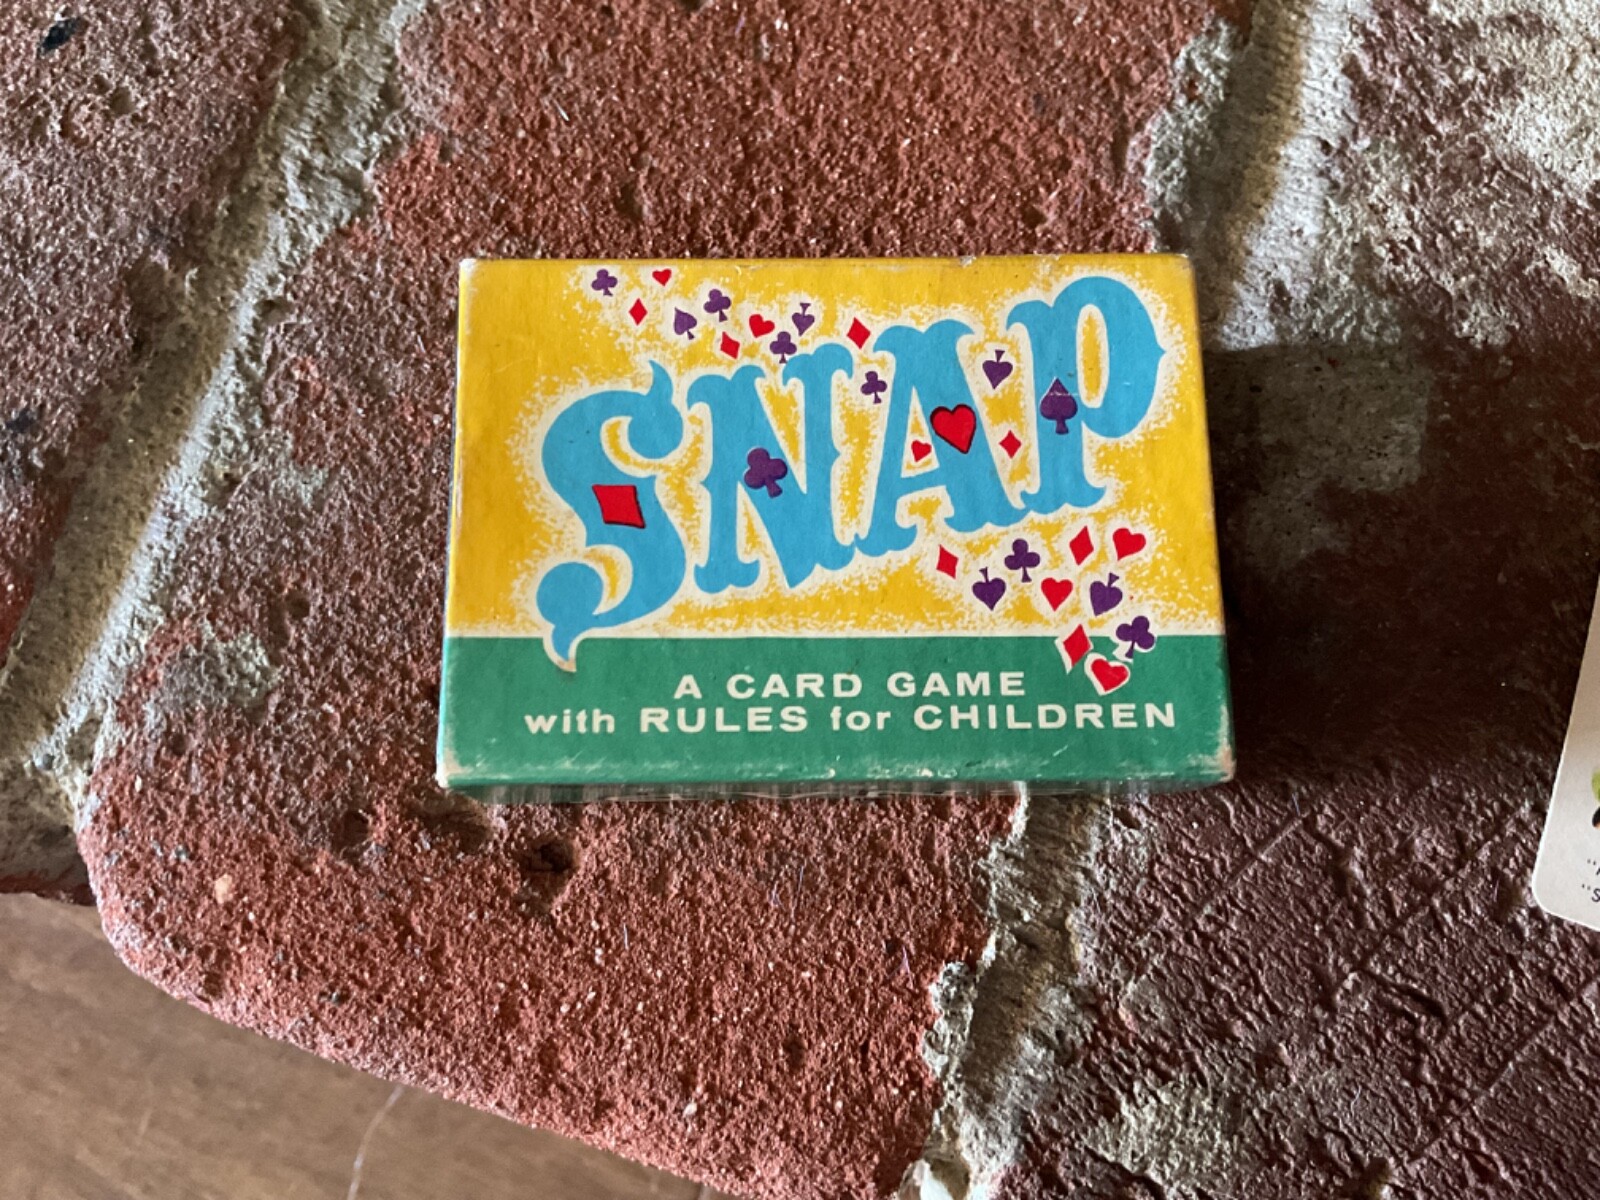 SNAP
A CARD GAME
with RULES for CHILDREN